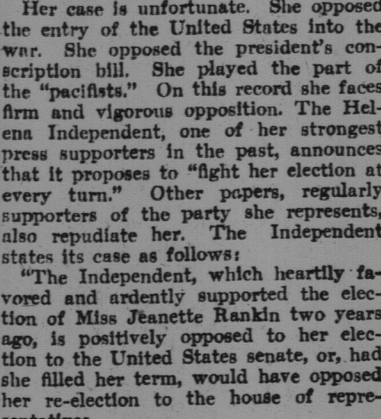 Her case is unfortunate. She opposed
the entry of the United States into the
war. She opposed the president's con-
scription bill. She played the part of
the "pacifists." On this record she faces
firm and vigorous opposition. The Hel-
ena Independent, one of her strongest
press supporters in the past, announces
that it proposes to "fight her election at
every turn." Other papers, regularly
supporters of the party she represents,
also repudiate her. The Independent
states its case as follows:
"The Independent, which heartily fa-
vored and ardently supported the elec-
tion of Miss Jeanette Rankin two years
ago, is positively opposed to her elec-
tion to the United States senate, or, had
she filled her term, would have opposed
her re-election to the house of repre-